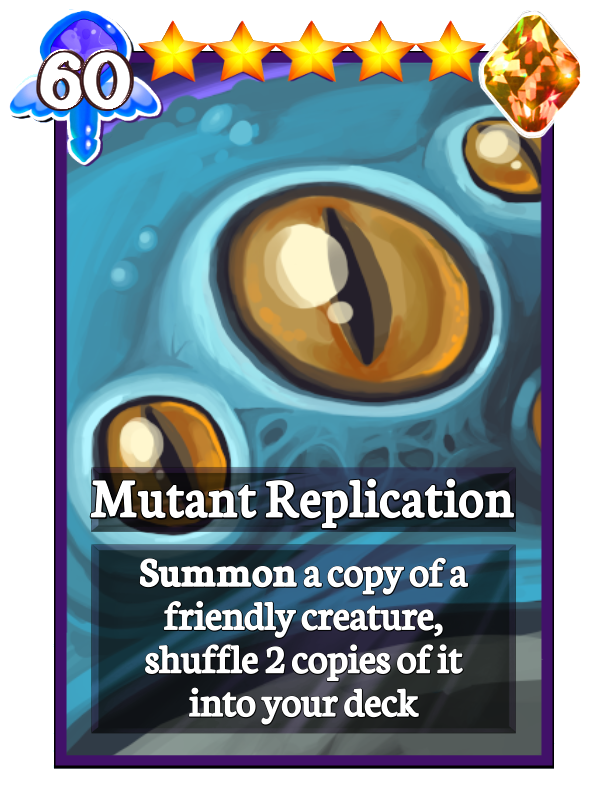 60
Mutant Replication
Summon a copy of a
friendly creature,
shuffle 2 copies of it
into your deck